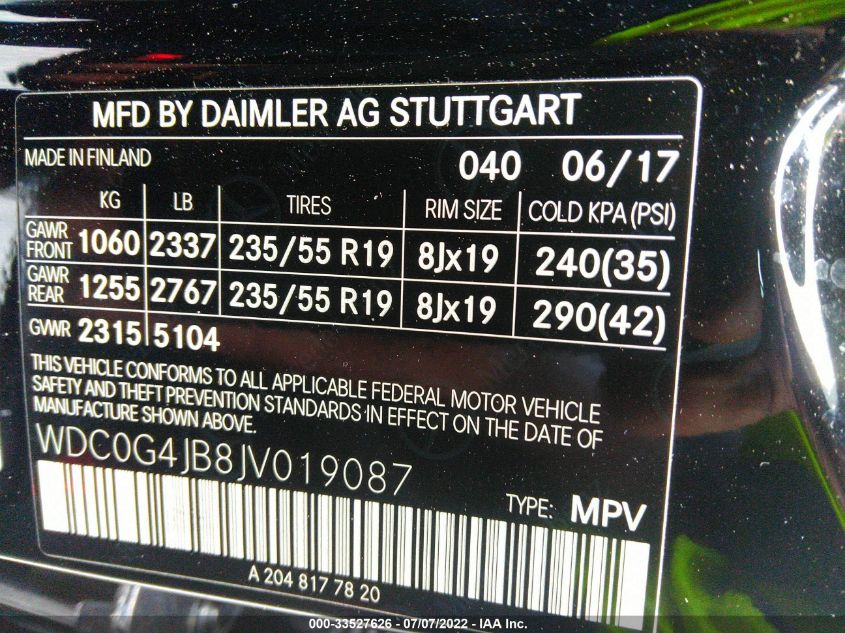 MFD BY DAIMLER AG STUTTGART
MADE IN FINLAND 040 06/17
KG LB TIRES RIM SIZE COLD KPA (PSI)
GAWR FRONT 1060 2337 235/55 R19 8Jx19 240(35)
GAWR REAR 1255 2767 235/55 R19 8Jx19 290(42)
GVWR 2315 5104
THIS VEHICLE CONFORMS TO ALL APPLICABLE FEDERAL MOTOR VEHICLE
SAFETY AND THEFT PREVENTION STANDARDS IN EFFECT ON THE DATE OF
MANUFACTURE SHOWN ABOVE.
WDC0G4JB8JV019087
TYPE: MPV
A 204 817 78 20
000-33527626 - 07/07/2022 - IAA Inc.